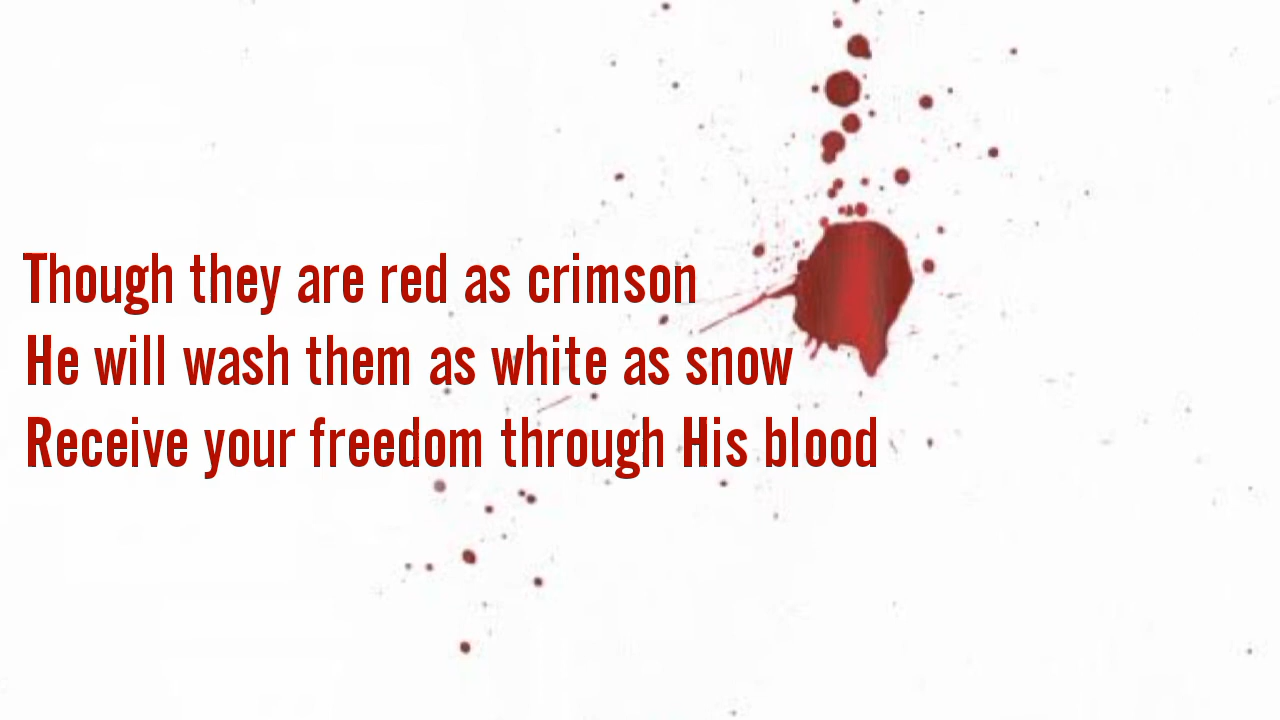 Though they are red as crimson
He will wash them as white as snow
Receive your freedom through His blood